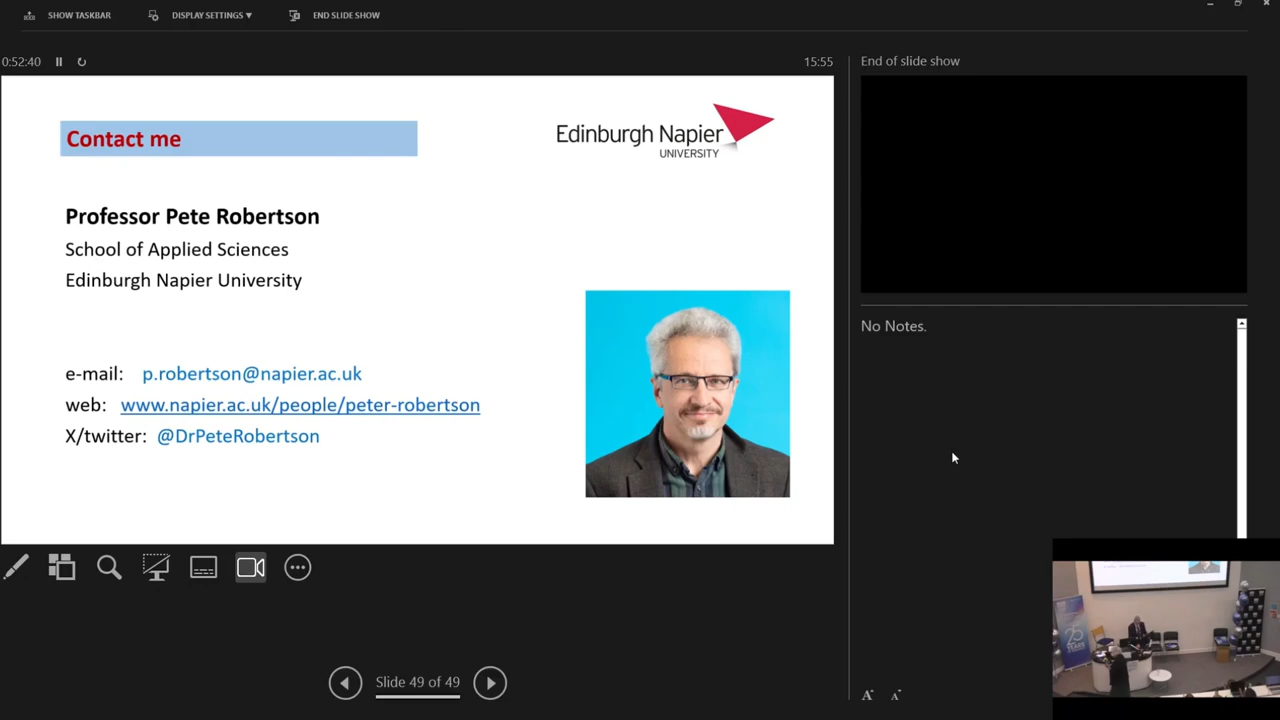 SHOW TASKBAR
DISPLAY SETTINGS ▼
END SLIDE SHOW
0:52:40
15:55
End of slide show
Contact me
Edinburgh Napier
UNIVERSITY
Professor Pete Robertson
School of Applied Sciences
Edinburgh Napier University
e-mail: p.robertson@napier.ac.uk
web: www.napier.ac.uk/people/peter-robertson
X/twitter: @DrPeteRobertson
No Notes.
Slide 49 of 49
A A
25
YEARS